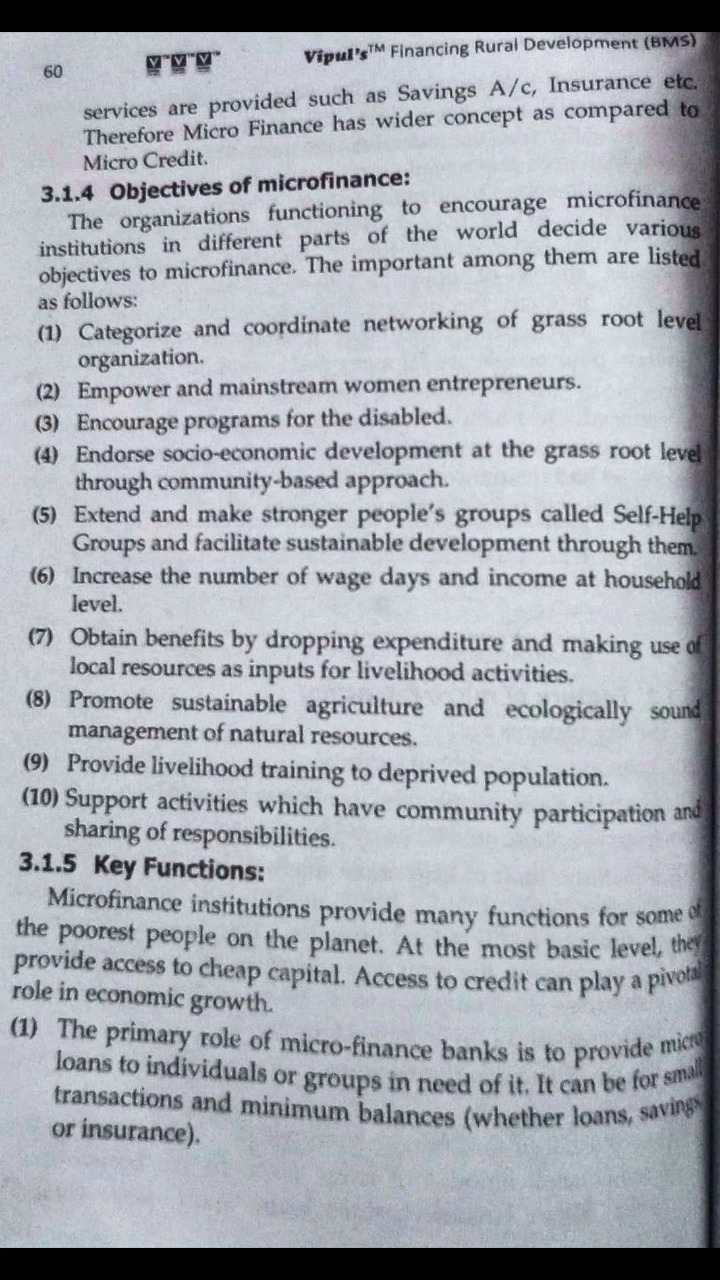 60
V V V
Vipul's™ Financing Rural Development (BMS)
services are provided such as Savings A/c, Insurance etc.
Therefore Micro Finance has wider concept as compared to
Micro Credit.
3.1.4 Objectives of microfinance:
The organizations functioning to encourage microfinance
institutions in different parts of the world decide various
objectives to microfinance. The important among them are listed
as follows:
(1) Categorize and coordinate networking of grass root level
organization.
(2) Empower and mainstream women entrepreneurs.
(3) Encourage programs for the disabled.
(4) Endorse socio-economic development at the grass root level
through community-based approach.
(5) Extend and make stronger people's groups called Self-Help
Groups and facilitate sustainable development through them.
(6) Increase the number of wage days and income at household
level.
(7) Obtain benefits by dropping expenditure and making use of
local resources as inputs for livelihood activities.
(8) Promote sustainable agriculture and ecologically sound
management of natural resources.
(9) Provide livelihood training to deprived population.
(10) Support activities which have community participation and
sharing of responsibilities.
3.1.5 Key Functions:
Microfinance institutions provide many functions for some of
the poorest people on the planet. At the most basic level, they
provide access to cheap capital. Access to credit can play a pivotal
role in economic growth.
(1) The primary role of micro-finance banks is to provide micro
loans to individuals or groups in need of it. It can be for small
transactions and minimum balances (whether loans, savings
or insurance).